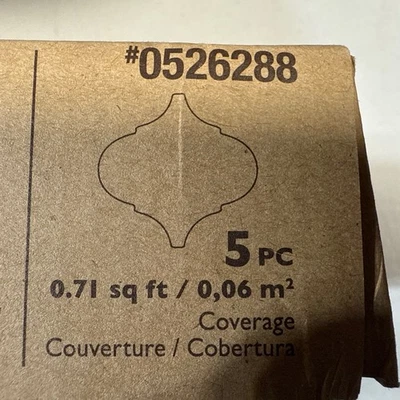 #0526288
5 PC
0.71 sq ft / 0,06 m²
Coverage
Couverture / Cobertura